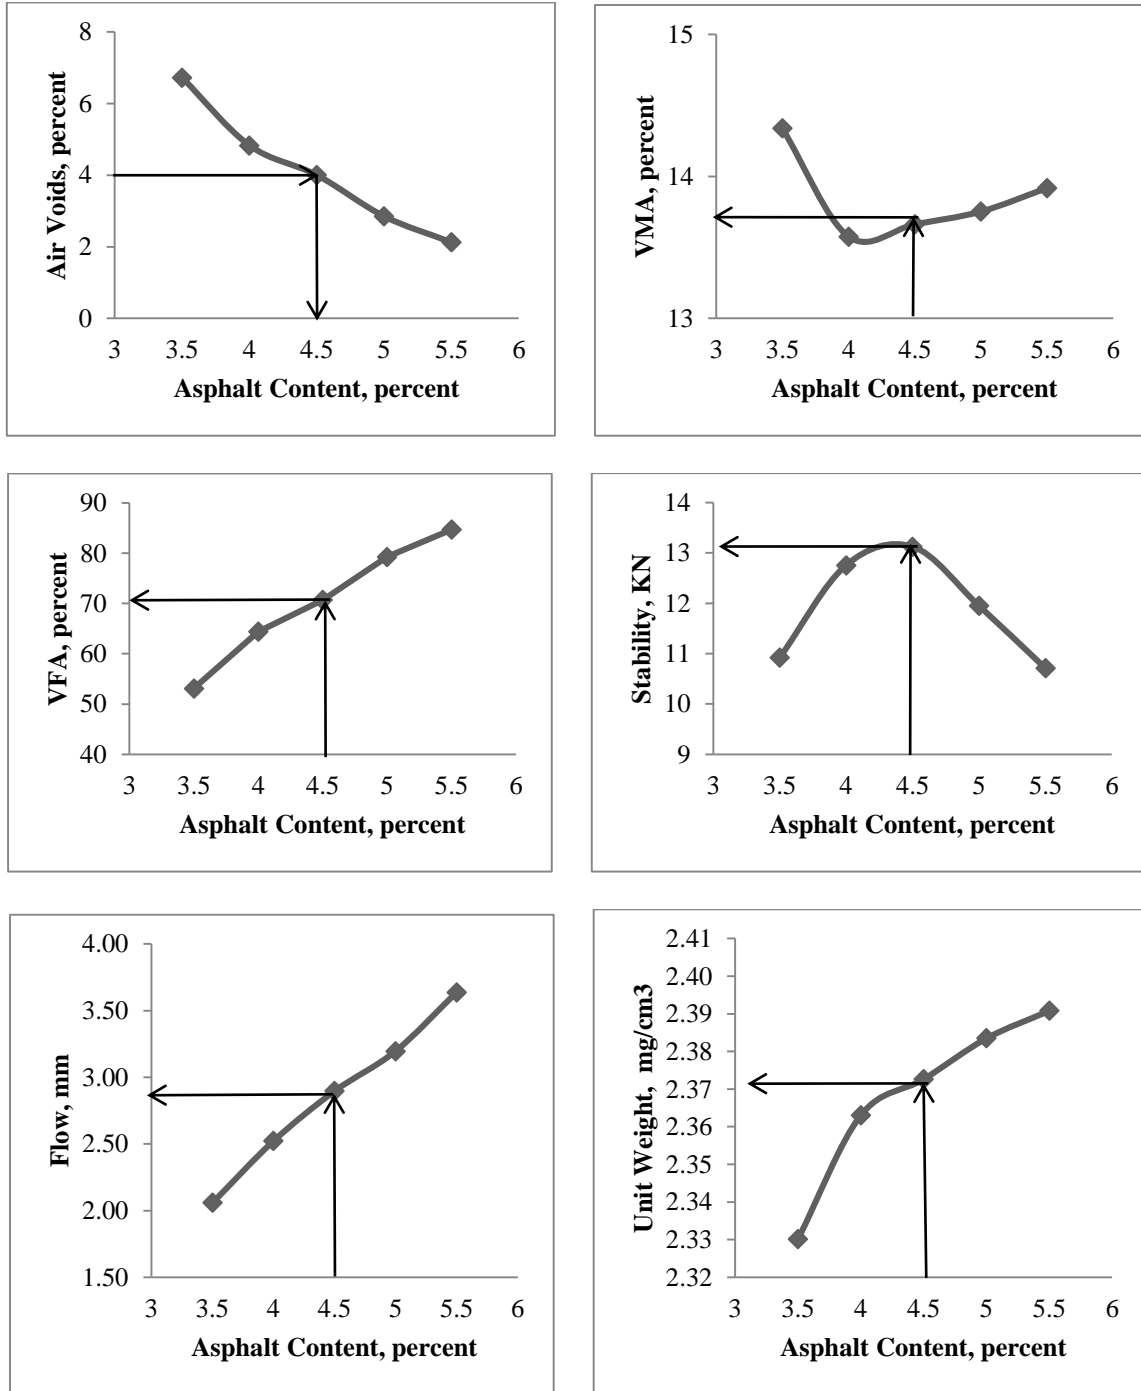 8
6
4
2
0
3 3.5 4 4.5 5 5.5 6
Air Voids, percent
Asphalt Content, percent
15
14
13
3 3.5 4 4.5 5 5.5 6
VMA, percent
Asphalt Content, percent
90
80
70
60
50
40
3 3.5 4 4.5 5 5.5 6
VFA, percent
Asphalt Content, percent
14
13
12
11
10
9
3 3.5 4 4.5 5 5.5 6
Stability, KN
Asphalt Content, percent
4.00
3.50
3.00
2.50
2.00
1.50
3 3.5 4 4.5 5 5.5 6
Flow, mm
Asphalt Content, percent
2.41
2.40
2.39
2.38
2.37
2.36
2.35
2.34
2.33
2.32
3 3.5 4 4.5 5 5.5 6
Unit Weight, mg/cm3
Asphalt Content, percent